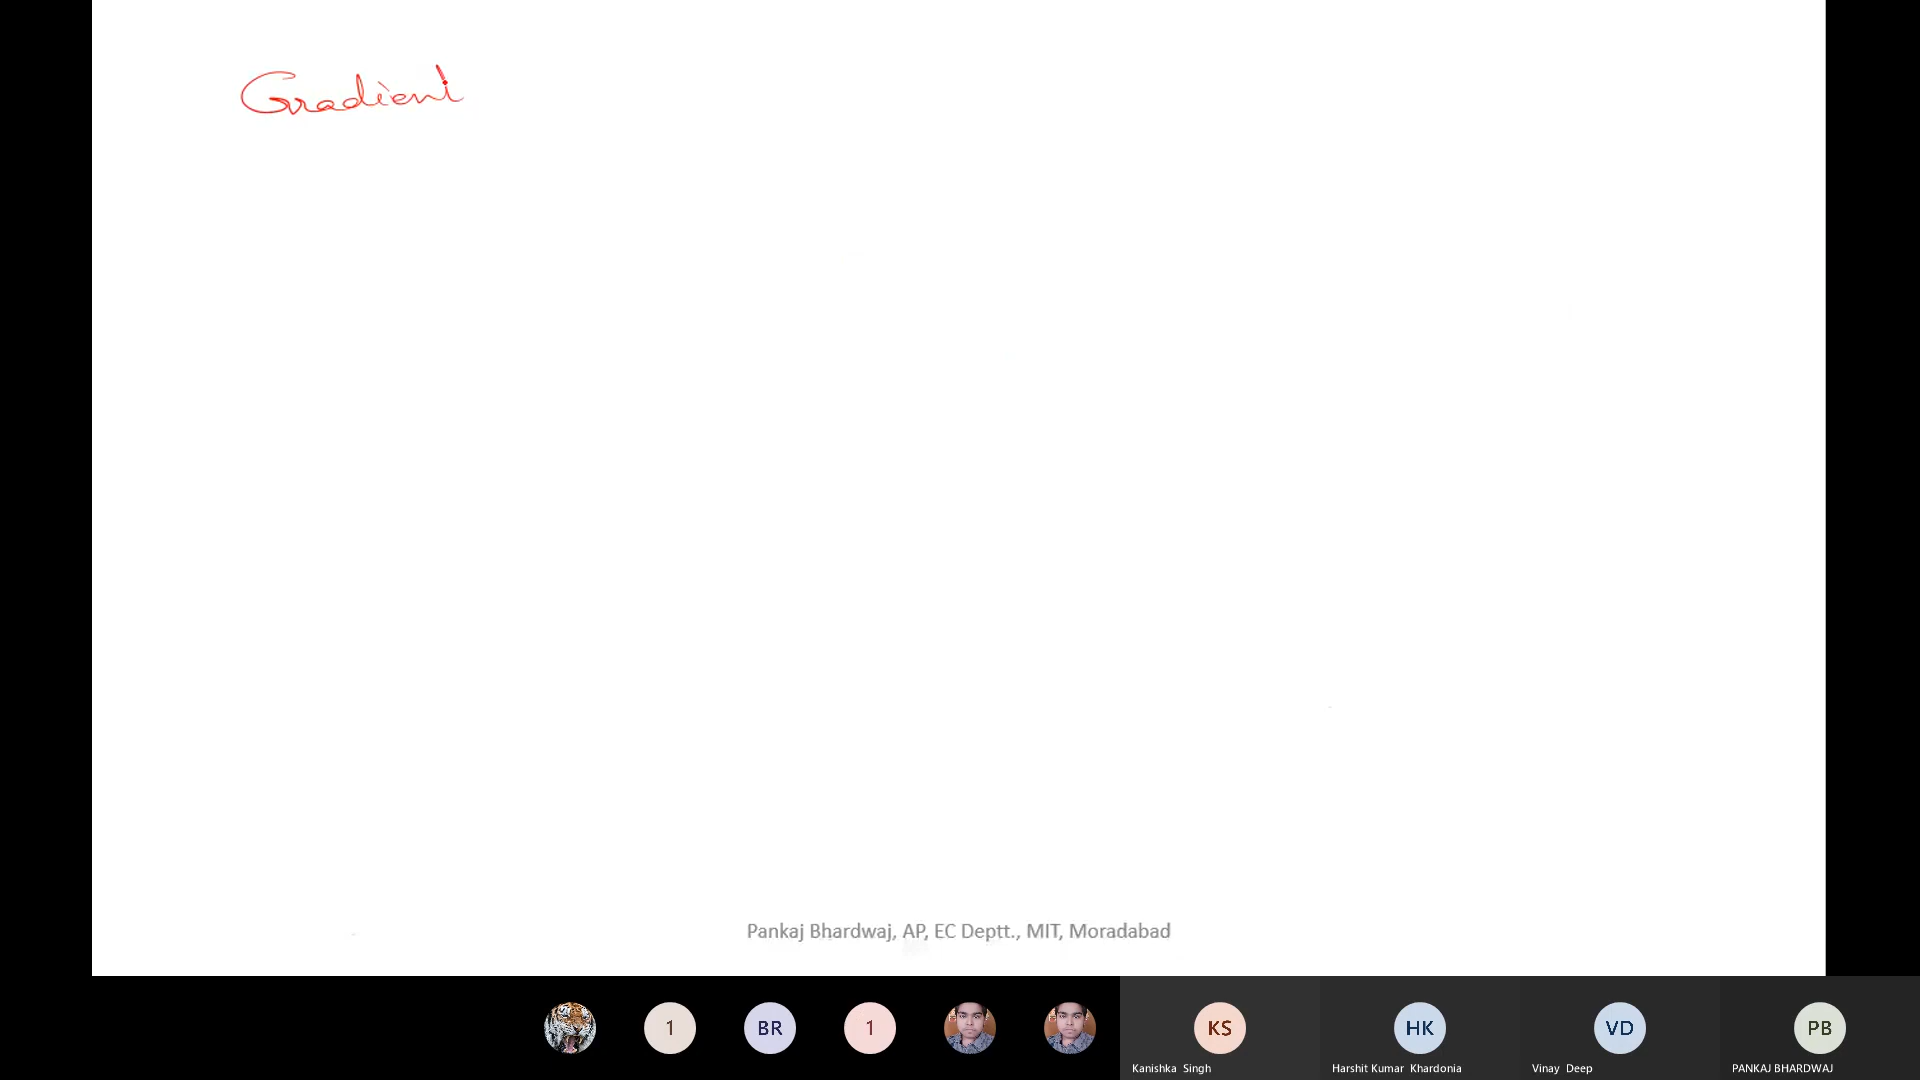 Gradient
Pankaj Bhardwaj, AP, EC Deptt., MIT, Moradabad
1
BR
1
KS
HK
VD
PB
Kanishka Singh
Harshit Kumar Khardonia
Vinay Deep
PANKAJ BHARDWAJ